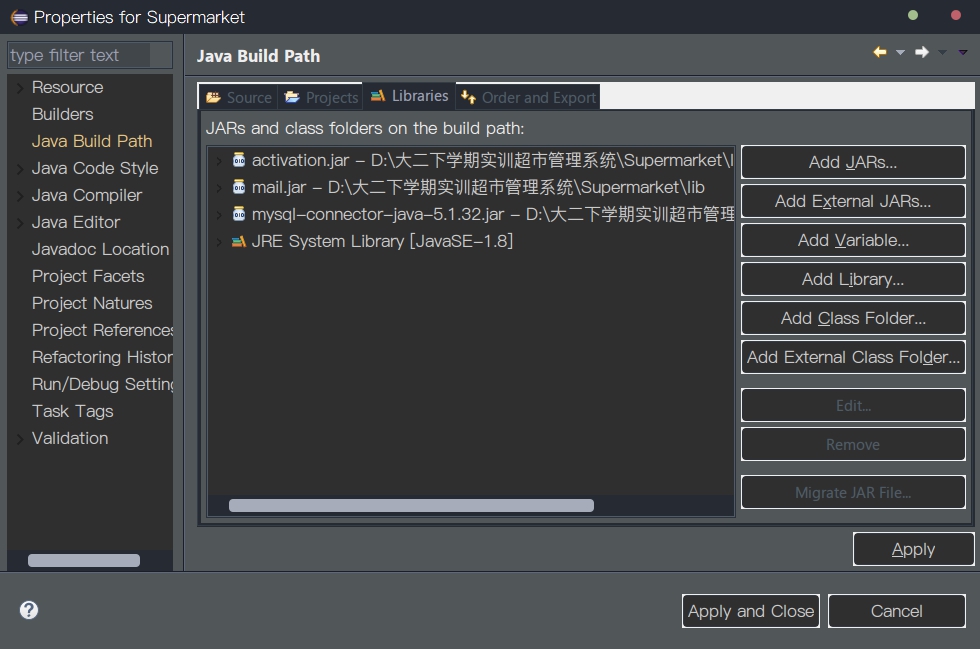 Properties for Supermarket
type filter text
Resource
Builders
Java Build Path
Java Code Style
Java Compiler
Java Editor
Javadoc Location
Project Facets
Project Natures
Project References
Refactoring Histor
Run/Debug Setting
Task Tags
Validation
Java Build Path
Source Projects Libraries Order and Export
JARs and class folders on the build path:
activation.jar – D:\大二下学期实训超市管理系统\Supermarket\l
mail.jar – D:\大二下学期实训超市管理系统\Supermarket\lib
mysql-connector-java-5.1.32.jar – D:\大二下学期实训超市管理
JRE System Library [JavaSE-1.8]
Add JARs...
Add External JARs...
Add Variable...
Add Library...
Add Class Folder...
Add External Class Folder...
Edit...
Remove
Migrate JAR File...
Apply
?
Apply and Close
Cancel